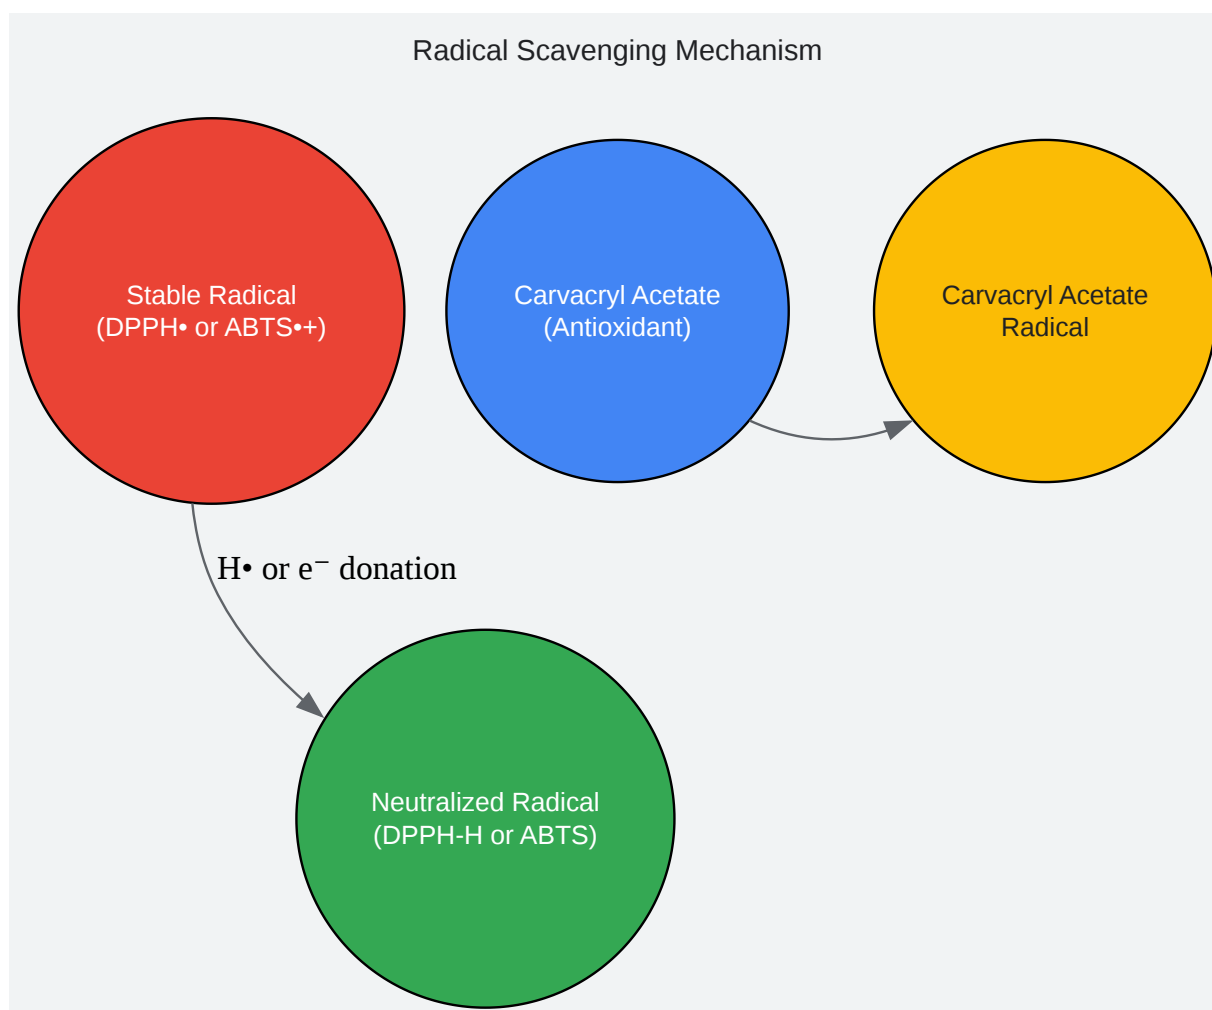 Radical Scavenging Mechanism
Stable Radical
(DPPH• or ABTS•+)
Carvacryl Acetate
(Antioxidant)
Carvacryl Acetate
Radical
H• or e⁻ donation
Neutralized Radical
(DPPH-H or ABTS)